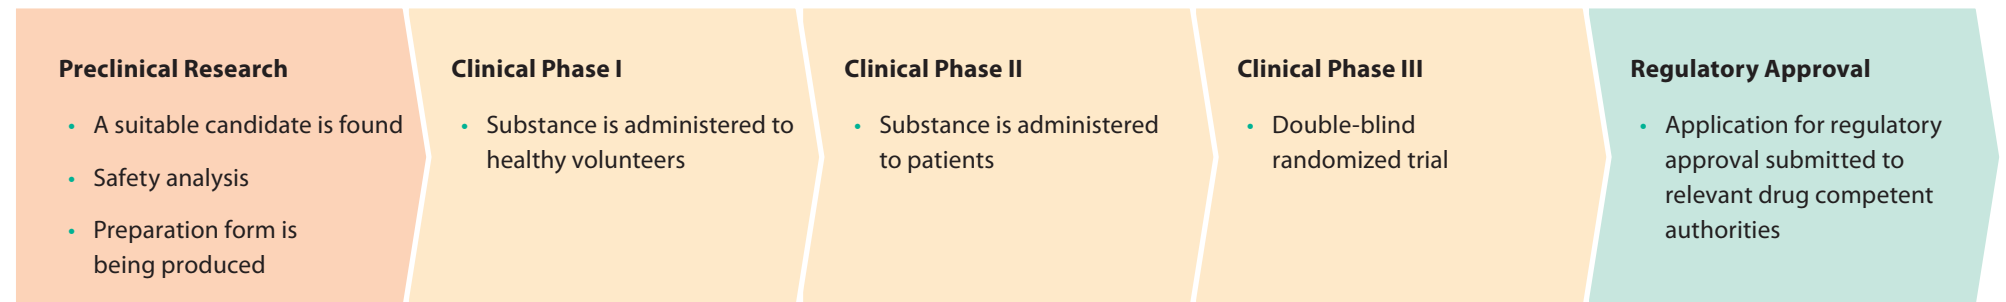 Preclinical Research
• A suitable candidate is found
• Safety analysis
• Preparation form is
being produced
Clinical Phase I
• Substance is administered to
healthy volunteers
Clinical Phase II
• Substance is administered
to patients
Clinical Phase III
• Double-blind
randomized trial
Regulatory Approval
• Application for regulatory
approval submitted to
relevant drug competent
authorities